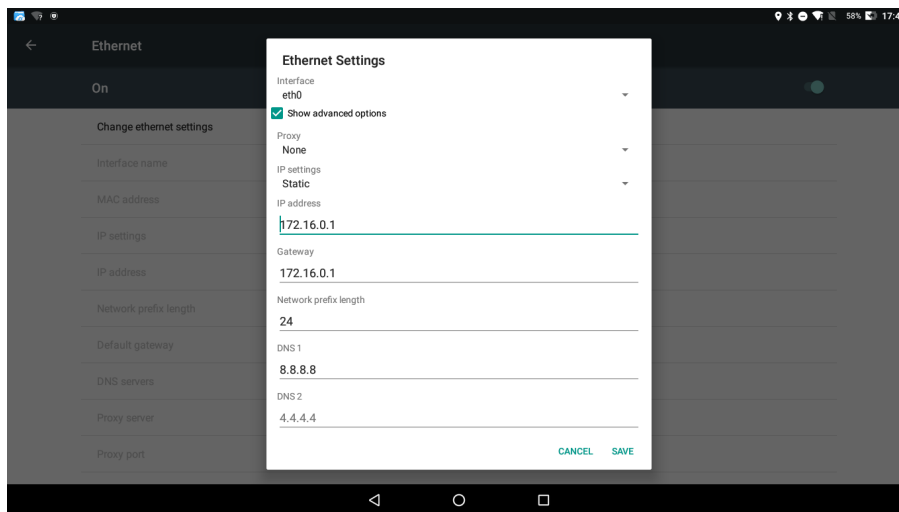 58% 17:4
Ethernet
On
Change ethernet settings
Interface name
MAC address
IP settings
IP address
Network prefix length
Default gateway
DNS servers
Proxy server
Proxy port
Ethernet Settings
Interface
eth0
Show advanced options
Proxy
None
IP settings
Static
IP address
172.16.0.1
Gateway
172.16.0.1
Network prefix length
24
DNS 1
8.8.8.8
DNS 2
4.4.4.4
CANCEL SAVE